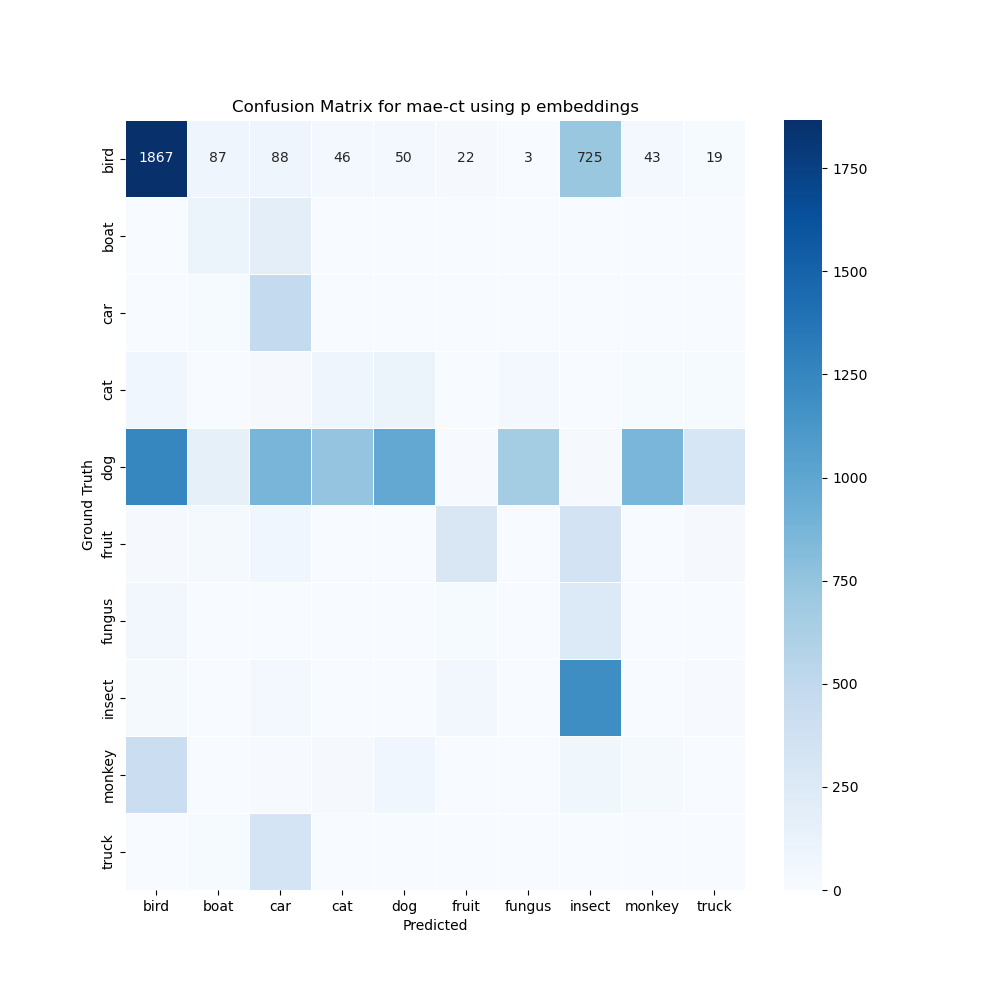 Confusion Matrix for mae-ct using p embeddings
bird 1867 87 88 46 50 22 3 725 43 19
boat
car
cat
dog
fruit
fungus
insect
monkey
truck
Ground Truth
bird boat car cat dog fruit fungus insect monkey truck
Predicted
1750
1500
1250
1000
750
500
250
0